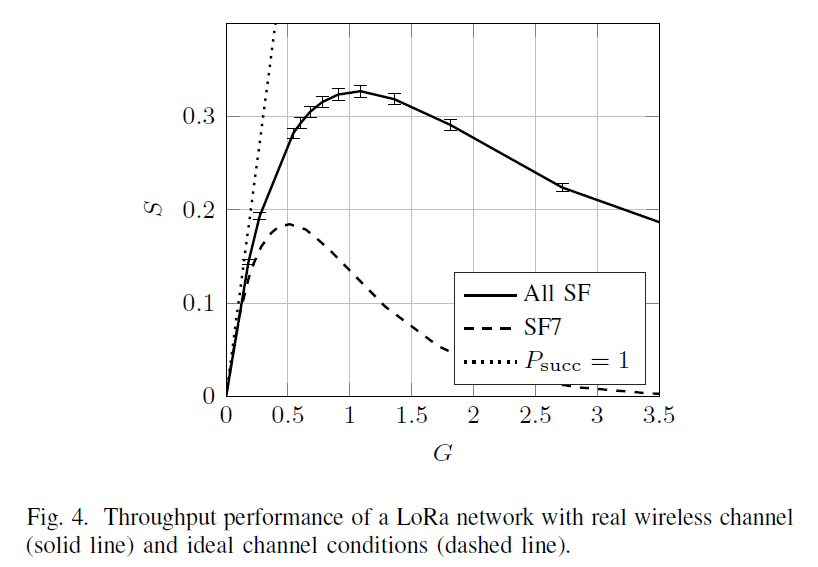 0.3
0.2
0.1
0
S
0 0.5 1 1.5 2 2.5 3 3.5
G
All SF
SF7
P_succ = 1
Fig. 4. Throughput performance of a LoRa network with real wireless channel
(solid line) and ideal channel conditions (dashed line).